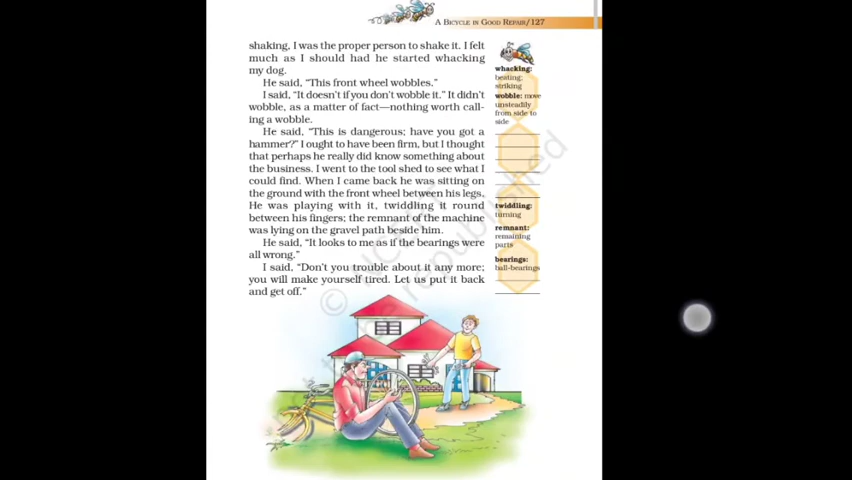 A BICYCLE IN GOOD REPAIR/127
shaking, I was the proper person to shake it. I felt
much as I should had he started whacking
my dog.
He said, “This front wheel wobbles.”
I said, “It doesn't if you don't wobble it.” It didn't
wobble, as a matter of fact—nothing worth call-
ing a wobble.
He said, “This is dangerous; have you got a
hammer?” I ought to have been firm, but I thought
that perhaps he really did know something about
the business. I went to the tool shed to see what I
could find. When I came back he was sitting on
the ground with the front wheel between his legs.
He was playing with it, twiddling it round
between his fingers; the remnant of the machine
was lying on the gravel path beside him.
He said, “It looks to me as if the bearings were
all wrong.”
I said, “Don't you trouble about it any more;
you will make yourself tired. Let us put it back
and get off.”
whacking:
beating;
striking
wobble: move
unsteadily
from side to
side
twiddling:
turning
remnant:
remaining
parts
bearings:
ball-bearings
© 
be republished